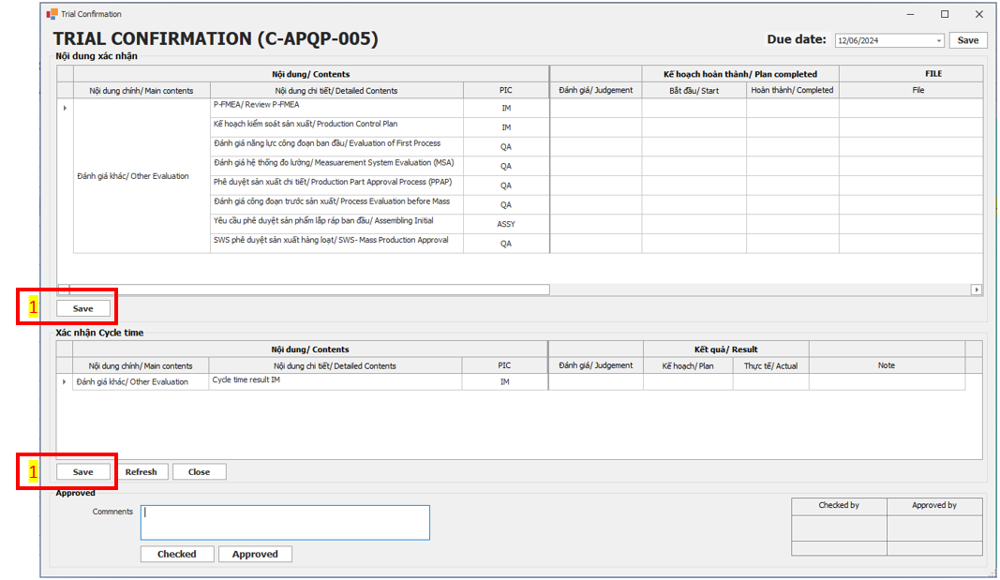 Trial Confirmation
TRIAL CONFIRMATION (C-APQP-005)
Due date: 12/06/2024 Save
Nội dung xác nhận
Nội dung/ Contents Kế hoạch hoàn thành/ Plan completed FILE
Nội dung chính/ Main contents Nội dung chi tiết/ Detailed Contents PIC Đánh giá/ Judgement Bắt đầu/ Start Hoàn thành/ Completed File
P-FMEA/ Review P-FMEA IM
Kế hoạch kiểm soát sản xuất/ Production Control Plan IM
Đánh giá năng lực công đoạn ban đầu/ Evaluation of First Process QA
Đánh giá hệ thống đo lường/ Measuarement System Evaluation (MSA) QA
Đánh giá khác/ Other Evaluation
Phê duyệt sản xuất chi tiết/ Production Part Approval Process (PPAP) QA
Đánh giá công đoạn trước sản xuất/ Process Evaluation before Mass QA
Yêu cầu phê duyệt sản phẩm lắp ráp ban đầu/ Assembling Initial ASSY
SWS phê duyệt sản xuất hàng loạt/ SWS- Mass Production Approval QA
1 Save
Xác nhận Cycle time
Nội dung/ Contents Kết quả/ Result
Nội dung chính/ Main contents Nội dung chi tiết/ Detailed Contents PIC Đánh giá/ Judgement Kế hoạch/ Plan Thực tế/ Actual Note
Đánh giá khác/ Other Evaluation Cycle time result IM IM
1 Save Refresh Close
Approved
Commnents
Checked by Approved by
Checked Approved